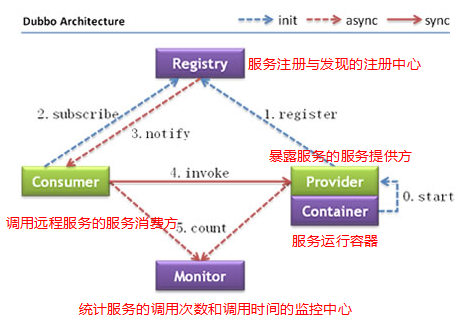 Dubbo Architecture
init
async
sync
Registry
服务注册与发现的注册中心
2. subscribe
3. notify
1. register
暴露服务的服务提供方
Consumer
4. invoke
Provider
Container
0. start
调用远程服务的服务消费方
5. count
服务运行容器
Monitor
统计服务的调用次数和调用时间的监控中心